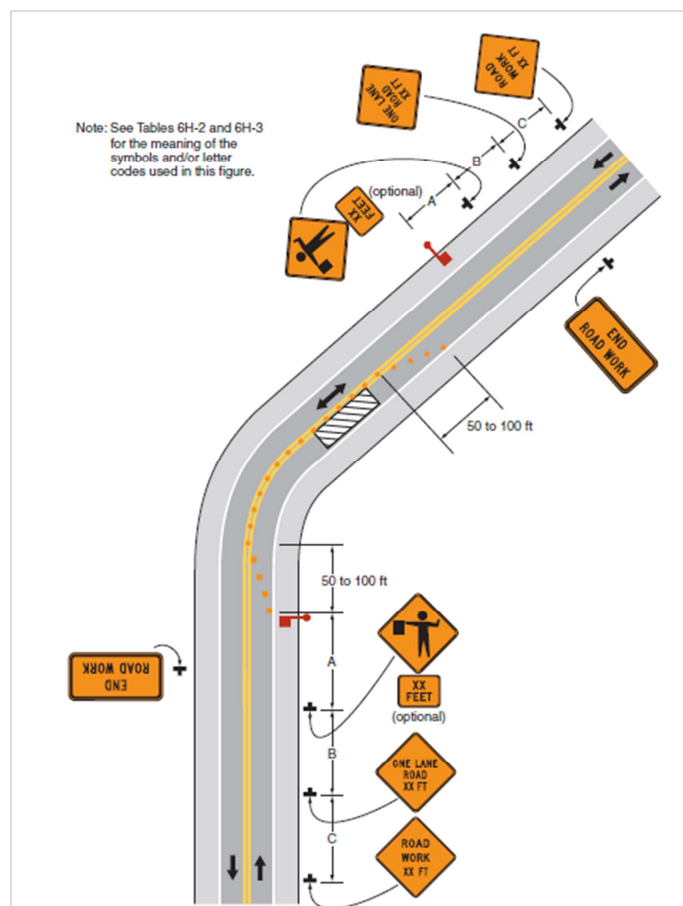 ROAD
WORK
XX FT
ONE LANE
ROAD
XX FT
Note: See Tables 6H-2 and 6H-3
for the meaning of the
symbols and/or letter
codes used in this figure.
C
B
A
(optional)
XX
FEET
END
ROAD WORK
50 to 100 ft
50 to 100 ft
A
END
ROAD WORK
XX
FEET
(optional)
B
ONE LANE
ROAD
XX FT
C
ROAD
WORK
XX FT